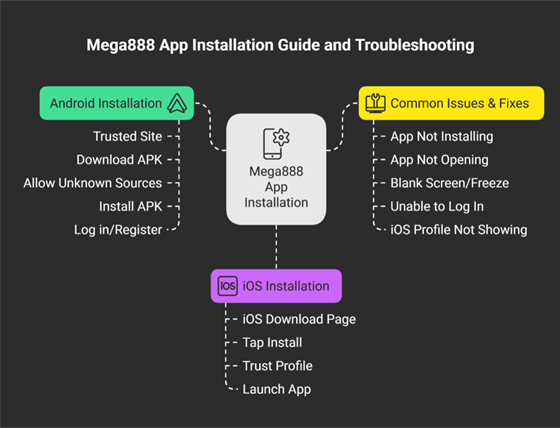 Mega888 App Installation Guide and Troubleshooting
Android Installation
Trusted Site
Download APK
Allow Unknown Sources
Install APK
Log in/Register
Mega888
App
Installation
Common Issues & Fixes
App Not Installing
App Not Opening
Blank Screen/Freeze
Unable to Log In
iOS Profile Not Showing
iOS
iOS Installation
iOS Download Page
Tap Install
Trust Profile
Launch App